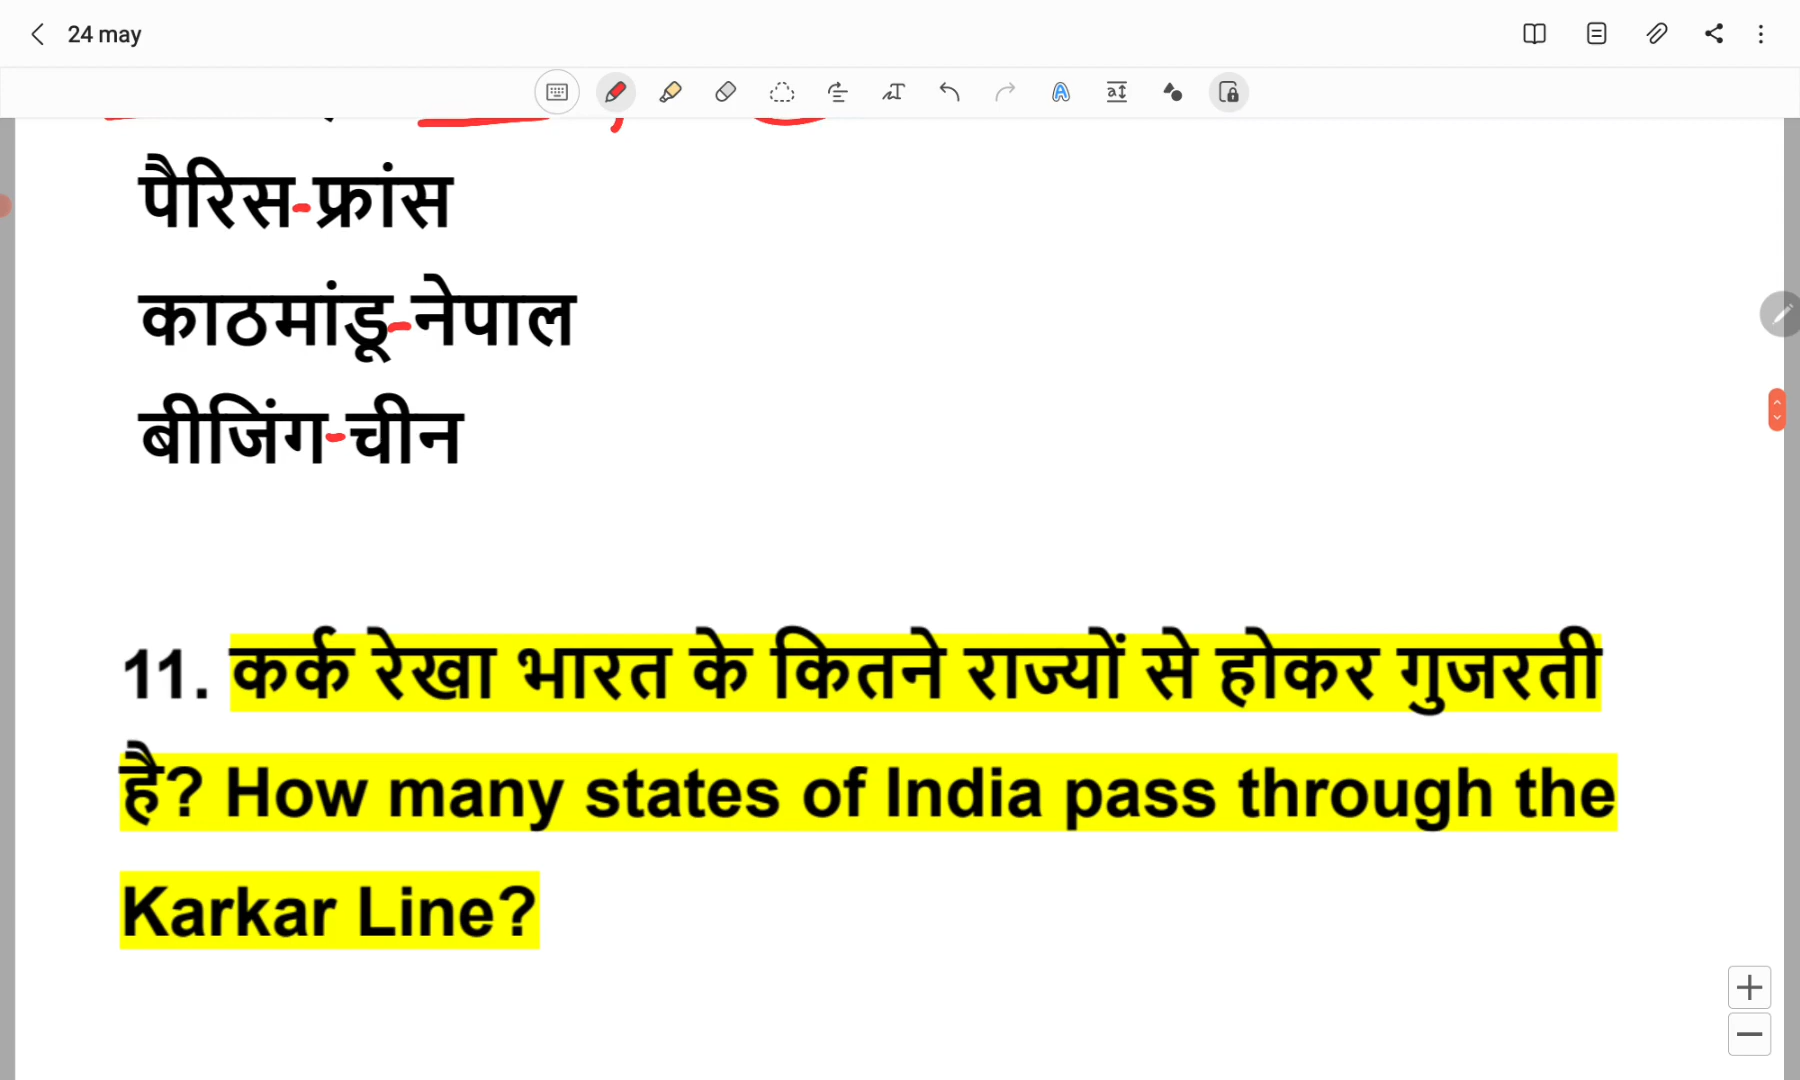 24 may
पैरिस-फ्रांस
काठमांडू-नेपाल
बीजिंग-चीन
11. कर्क रेखा भारत के कितने राज्यों से होकर गुजरती
है? How many states of India pass through the
Karkar Line?